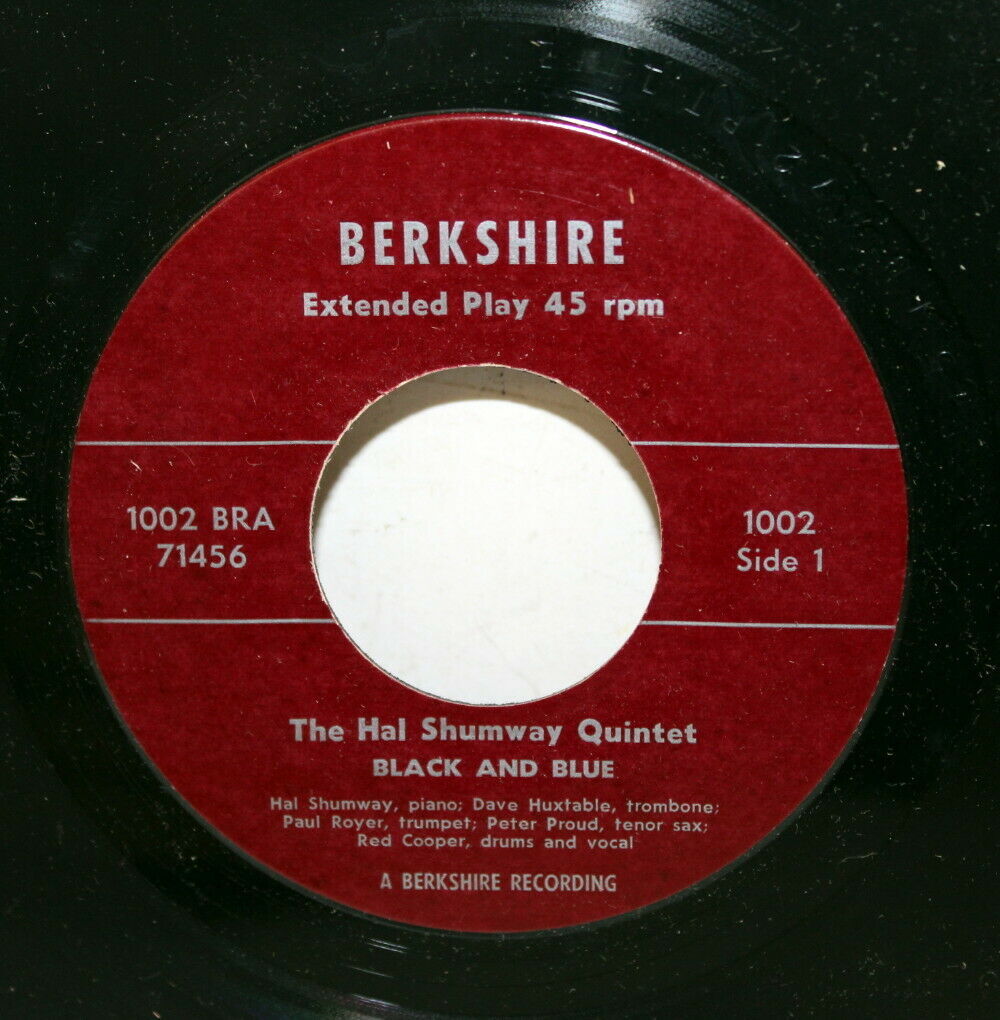 BERKSHIRE
Extended Play 45 rpm
1002 BRA
71456
1002
Side 1
The Hal Shumway Quintet
BLACK AND BLUE
Hal Shumway, piano; Dave Huxtable, trombone;
Paul Royer, trumpet; Peter Proud, tenor sax;
Red Cooper, drums and vocal
A BERKSHIRE RECORDING